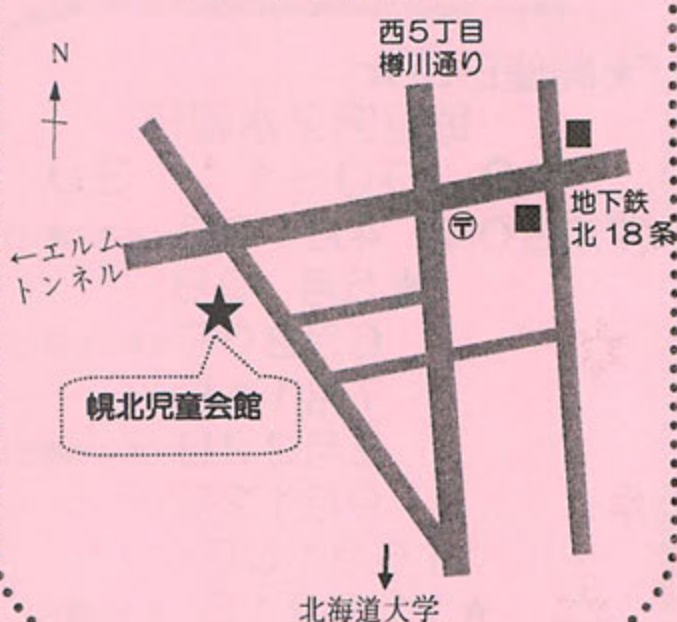 西5丁目
樽川通り
N
〒
地下鉄
北18条
←エルム
トンネル
幌北児童会館
北海道大学